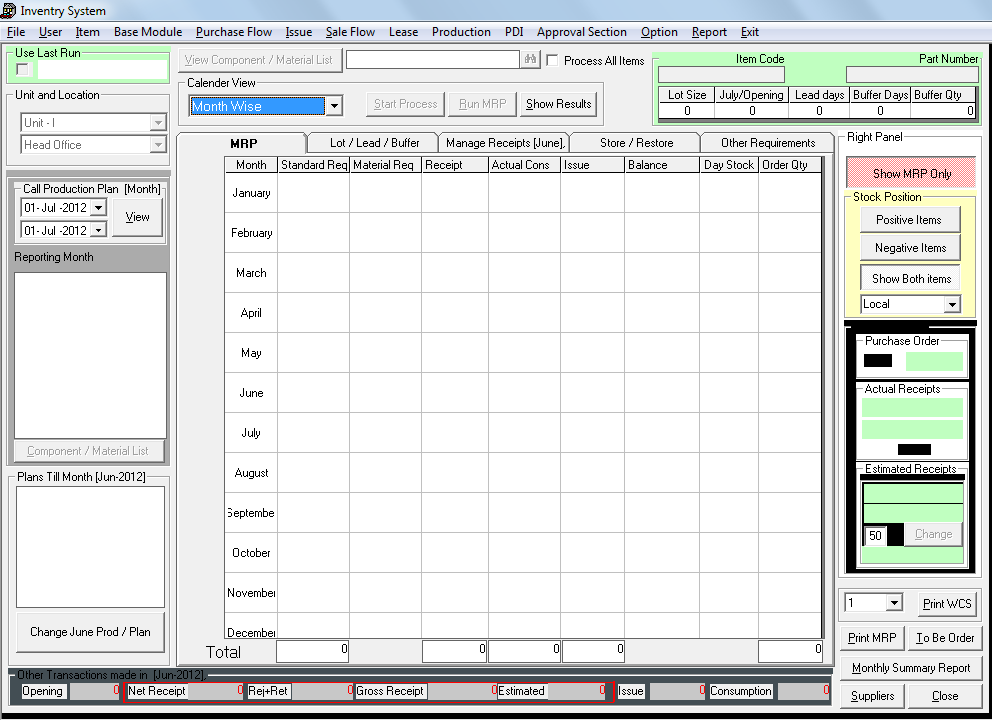 Inventry System
File User Item Base Module Purchase Flow Issue Sale Flow Lease Production PDI Approval Section Option Report Exit
Use Last Run
View Component / Material List
Process All Items
Item Code Part Number
Calender View
Month Wise
Start Process Run MRP Show Results
Lot Size July/Opening Lead days Buffer Days Buffer Qty
0 0 0 0 0
Unit and Location
Unit - I
Head Office
MRP Lot / Lead / Buffer Manage Receipts [June], Store / Restore Other Requirements
Month Standard Req Material Req Receipt Actual Cons Issue Balance Day Stock Order Qty
January
February
March
April
May
June
July
August
Septembe
October
November
December
Total 0 0 0 0 0
Call Production Plan [Month]
01- Jul -2012
View
01- Jul -2012
Reporting Month
Component / Material List
Plans Till Month [Jun-2012]
Change June Prod / Plan
Right Panel
Show MRP Only
Stock Position
Positive Items
Negative Items
Show Both items
Local
Purchase Order
Actual Receipts
Estimated Receipts
50 Change
1 Print WCS
Print MRP To Be Order
Monthly Summary Report
Suppliers Close
Other Transactions made in [Jun-2012],
Opening 0 Net Receipt 0 Rej+Ret 0 Gross Receipt 0 Estimated 0 Issue 0 Consumption 0